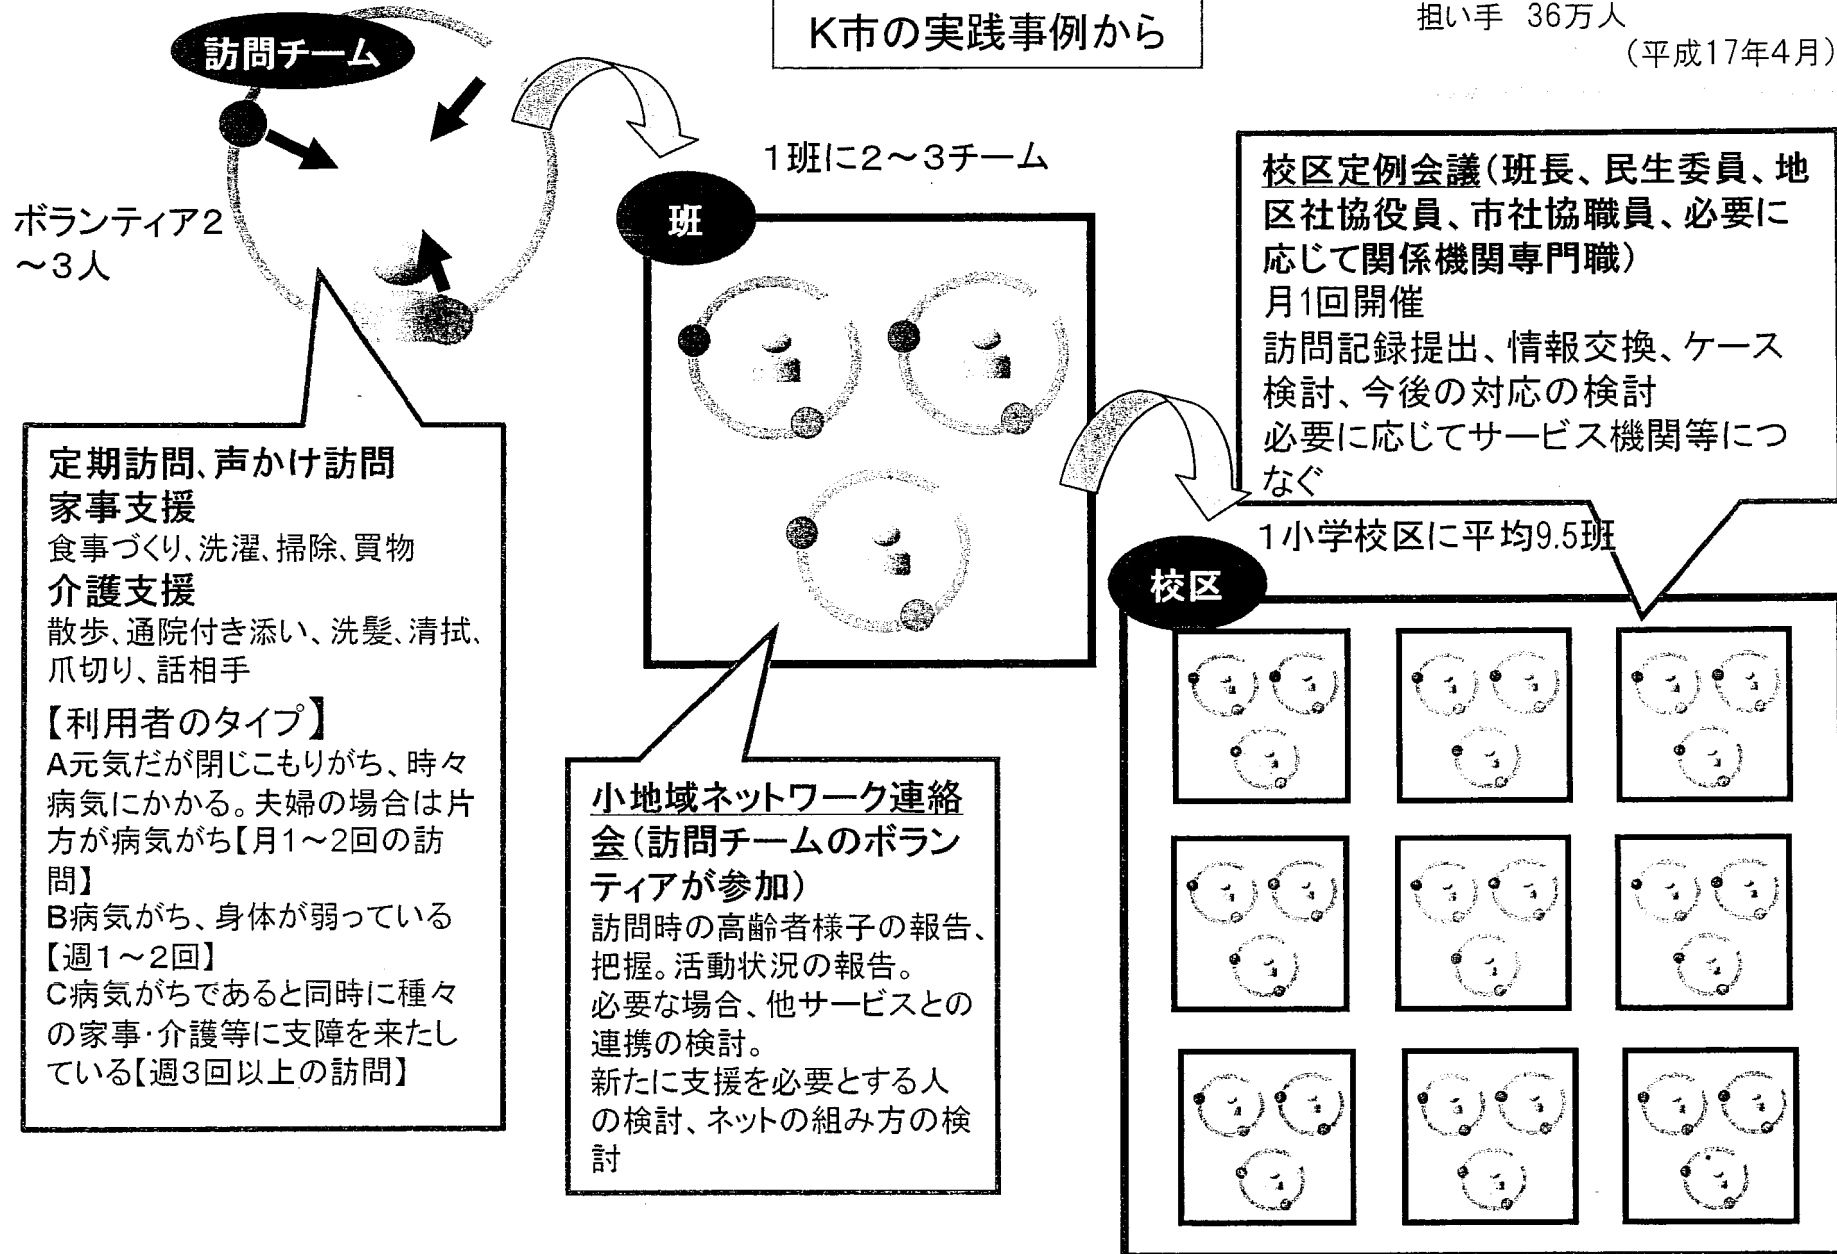 K市の実践事例から
担い手 36万人
(平成17年4月)
訪問チーム
ボランティア2
～3人
定期訪問、声かけ訪問
家事支援
食事づくり、洗濯、掃除、買物
介護支援
散歩、通院付き添い、洗髪、清拭、
爪切り、話相手
【利用者のタイプ】
A元気だが閉じこもりがち、時々
病気にかかる。夫婦の場合は片
方が病気がち【月1～2回の訪
問】
B病気がち、身体が弱っている
【週1～2回】
C病気がちであると同時に種々
の家事・介護等に支障を来たし
ている【週3回以上の訪問】
1班に2～3チーム
班
小地域ネットワーク連絡
会(訪問チームのボラン
ティアが参加)
訪問時の高齢者様子の報告、
把握。活動状況の報告。
必要な場合、他サービスとの
連携の検討。
新たに支援を必要とする人
の検討、ネットの組み方の検
討
校区定例会議(班長、民生委員、地
区社協役員、市社協職員、必要に
応じて関係機関専門職)
月1回開催
訪問記録提出、情報交換、ケース
検討、今後の対応の検討
必要に応じてサービス機関等につ
なぐ
1小学校区に平均9.5班
校区